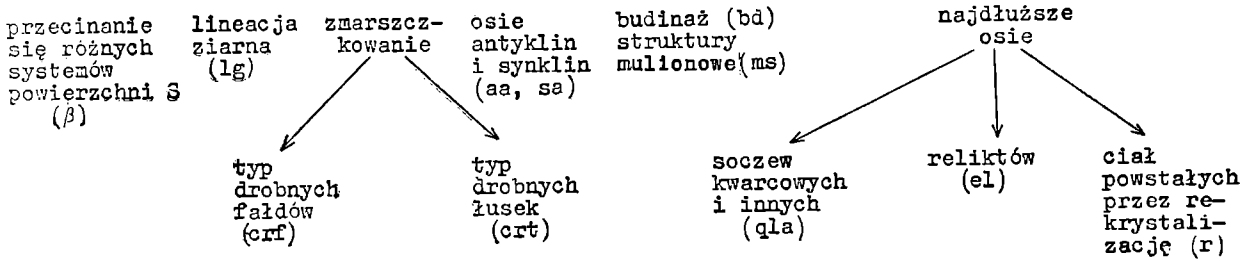 przecinanie
się różnych
systemów
powierzchni S
(β)
lineacja
ziarna
(lg)
zmarszcz-
kowanie
osie
antyklin
i synklin
(aa, sa)
budinaż (bd)
struktury
mulionowe(ms)
najdłuższe
osie
typ
drobnych
fałdów
(crf)
typ
drobnych
łusek
(crt)
soczew
kwarcowych
i innych
(qla)
reliktów
(el)
ciał
powstałych
przez re-
krystali-
zację (r)